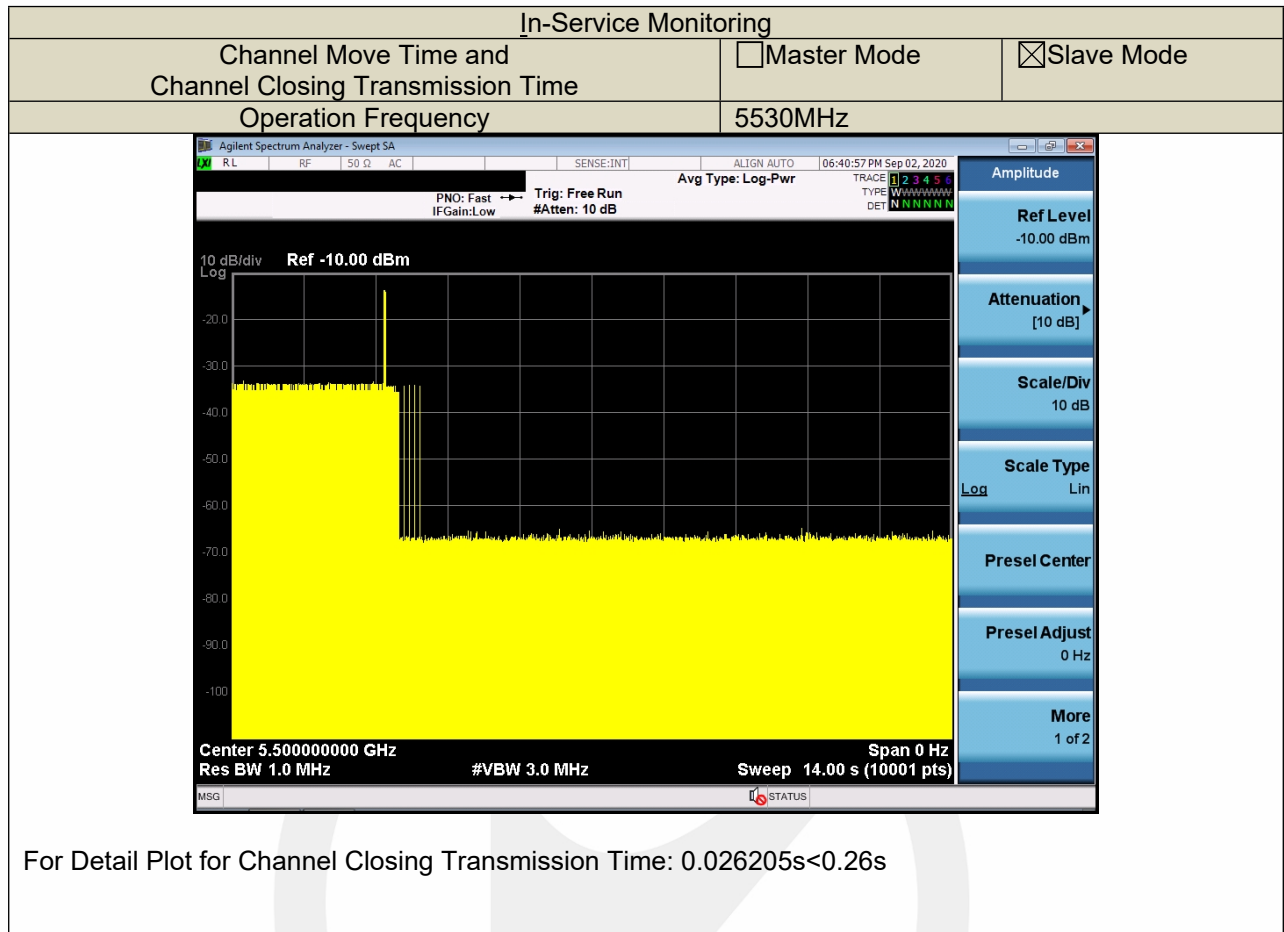 In-Service Monitoring
Channel Move Time and
Channel Closing Transmission Time
☐Master Mode
☒Slave Mode
Operation Frequency
5530MHz
Agilent Spectrum Analyzer - Swept SA
LXI RL RF 50 Ω AC SENSE:INT ALIGN AUTO 06:40:57 PM Sep 02, 2020
Avg Type: Log-Pwr
TRACE 1 2 3 4 5 6
TYPE WWWWWW
DET N N N N N N
PNO: Fast
IFGain:Low
Trig: Free Run
#Atten: 10 dB
10 dB/div Ref -10.00 dBm
Log
-20.0
-30.0
-40.0
-50.0
-60.0
-70.0
-80.0
-90.0
-100
Center 5.500000000 GHz
Span 0 Hz
Res BW 1.0 MHz #VBW 3.0 MHz Sweep 14.00 s (10001 pts)
MSG STATUS
Amplitude
Ref Level
-10.00 dBm
Attenuation
[10 dB]
Scale/Div
10 dB
Scale Type
Log Lin
Presel Center
Presel Adjust
0 Hz
More
1 of 2
For Detail Plot for Channel Closing Transmission Time: 0.026205s<0.26s